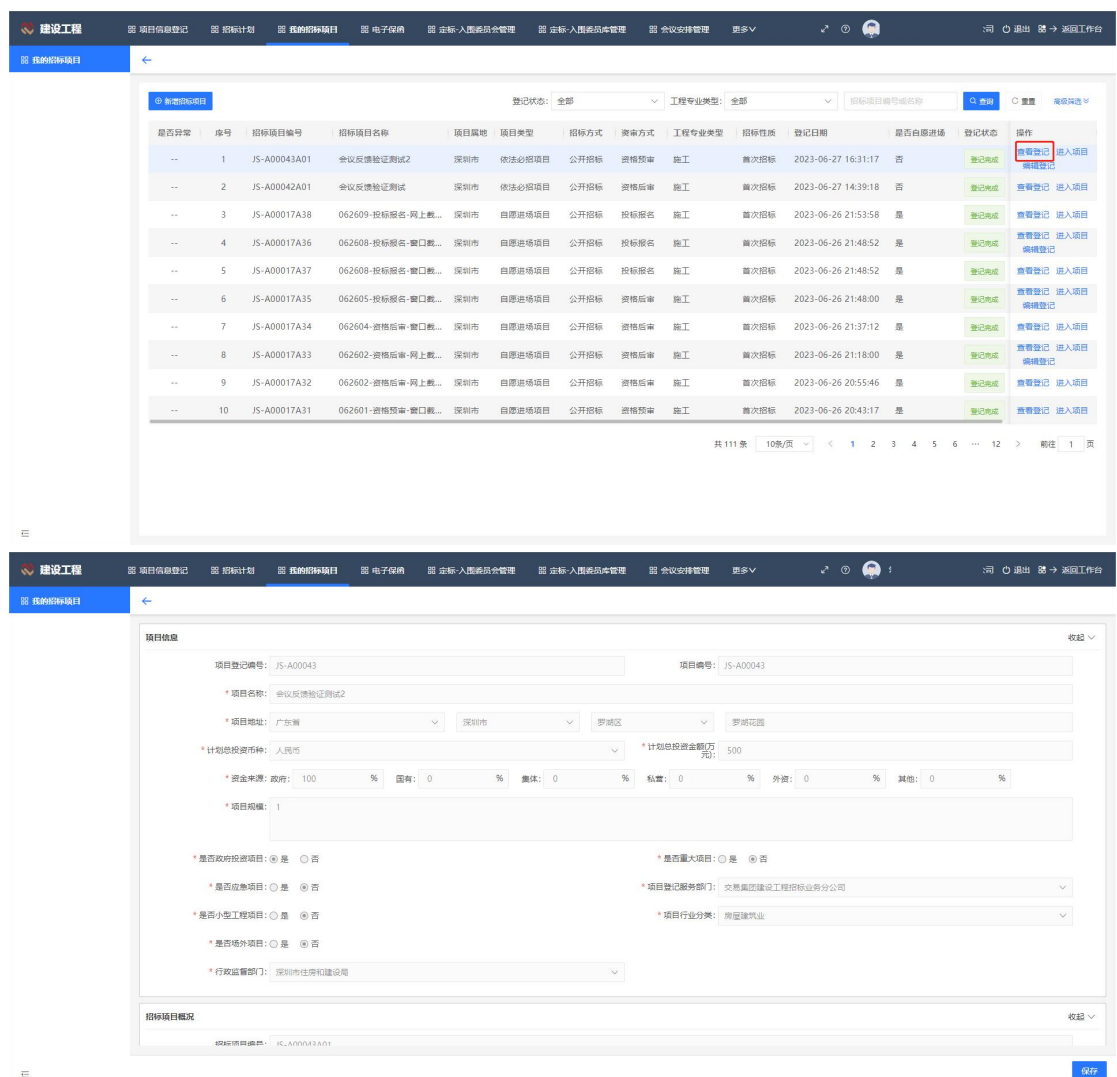 建设工程 项目信息登记 招标计划 我的招标项目 电子保函 定标-入围委员会管理 定标-入围委员库管理 会议安排管理 更多 司 退出 返回工作台
我的招标项目
新增招标项目 登记状态: 全部 工程专业类型: 全部 招标项目编号或名称 查询 重置 高级筛选
是否异常 序号 招标项目编号 招标项目名称 项目属地 项目类型 招标方式 资审方式 工程专业类型 招标性质 登记日期 是否自愿进场 登记状态 操作
-- 1 JS-A00043A01 会议反馈验证测试2 深圳市 依法必招项目 公开招标 资格预审 施工 首次招标 2023-06-27 16:31:17 否 登记完成 查看登记 进入项目
编辑登记
-- 2 JS-A00042A01 会议反馈验证测试 深圳市 依法必招项目 公开招标 资格后审 施工 首次招标 2023-06-27 14:39:18 否 登记完成 查看登记 进入项目
-- 3 JS-A00017A38 062609-投标报名-网上截... 深圳市 自愿进场项目 公开招标 投标报名 施工 首次招标 2023-06-26 21:53:58 是 登记完成 查看登记 进入项目
-- 4 JS-A00017A36 062608-投标报名-窗口截... 深圳市 自愿进场项目 公开招标 投标报名 施工 首次招标 2023-06-26 21:48:52 是 登记完成 查看登记 进入项目
编辑登记
-- 5 JS-A00017A37 062608-投标报名-窗口截... 深圳市 自愿进场项目 公开招标 投标报名 施工 首次招标 2023-06-26 21:48:52 是 登记完成 查看登记 进入项目
-- 6 JS-A00017A35 062605-投标报名-窗口截... 深圳市 自愿进场项目 公开招标 资格后审 施工 首次招标 2023-06-26 21:48:00 是 登记完成 查看登记 进入项目
编辑登记
-- 7 JS-A00017A34 062604-资格后审-窗口截... 深圳市 自愿进场项目 公开招标 资格后审 施工 首次招标 2023-06-26 21:37:12 是 登记完成 查看登记 进入项目
-- 8 JS-A00017A33 062602-资格后审-网上截... 深圳市 自愿进场项目 公开招标 资格后审 施工 首次招标 2023-06-26 21:18:00 是 登记完成 查看登记 进入项目
编辑登记
-- 9 JS-A00017A32 062602-资格后审-网上截... 深圳市 自愿进场项目 公开招标 资格后审 施工 首次招标 2023-06-26 20:55:46 是 登记完成 查看登记 进入项目
-- 10 JS-A00017A31 062601-资格预审-窗口截... 深圳市 自愿进场项目 公开招标 资格预审 施工 首次招标 2023-06-26 20:43:17 是 登记完成 查看登记 进入项目
共 111 条 10条/页 < 1 2 3 4 5 6 ... 12 > 前往 1 页
建设工程 项目信息登记 招标计划 我的招标项目 电子保函 定标-入围委员会管理 定标-入围委员库管理 会议安排管理 更多 司 退出 返回工作台
我的招标项目
项目信息 收起
项目登记编号: JS-A00043 项目编号: JS-A00043
* 项目名称: 会议反馈验证测试2
* 项目地址: 广东省 深圳市 罗湖区 罗湖花园
* 计划总投资币种: 人民币 * 计划总投资金额(万元): 500
* 资金来源: 政府: 100 % 国有: 0 % 集体: 0 % 私营: 0 % 外资: 0 % 其他: 0 %
* 项目规模: 1
* 是否政府投资项目: 是 否 * 是否重大项目: 是 否
* 是否应急项目: 是 否 * 项目登记服务部门: 交易集团建设工程招标业务分公司
* 是否小型工程项目: 是 否 * 项目行业分类: 房屋建筑业
* 是否场外项目: 是 否
* 行政监督部门: 深圳市住房和建设局
招标项目概况 收起
招标项目编号: JS-A00043A01
保存